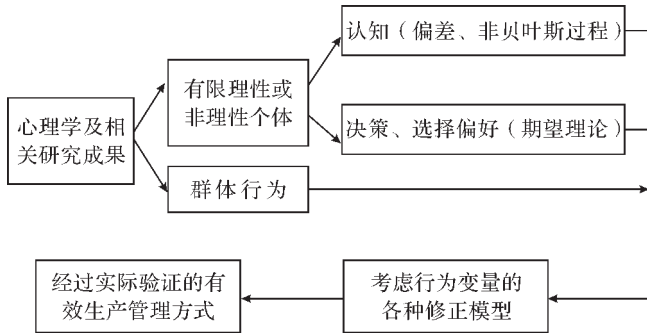 认知（偏差、非贝叶斯过程）
有限理性或
非理性个体
心理学及相
关研究成果
决策、选择偏好（期望理论）
群体行为
经过实际验证的有
效生产管理方式
考虑行为变量的
各种修正模型